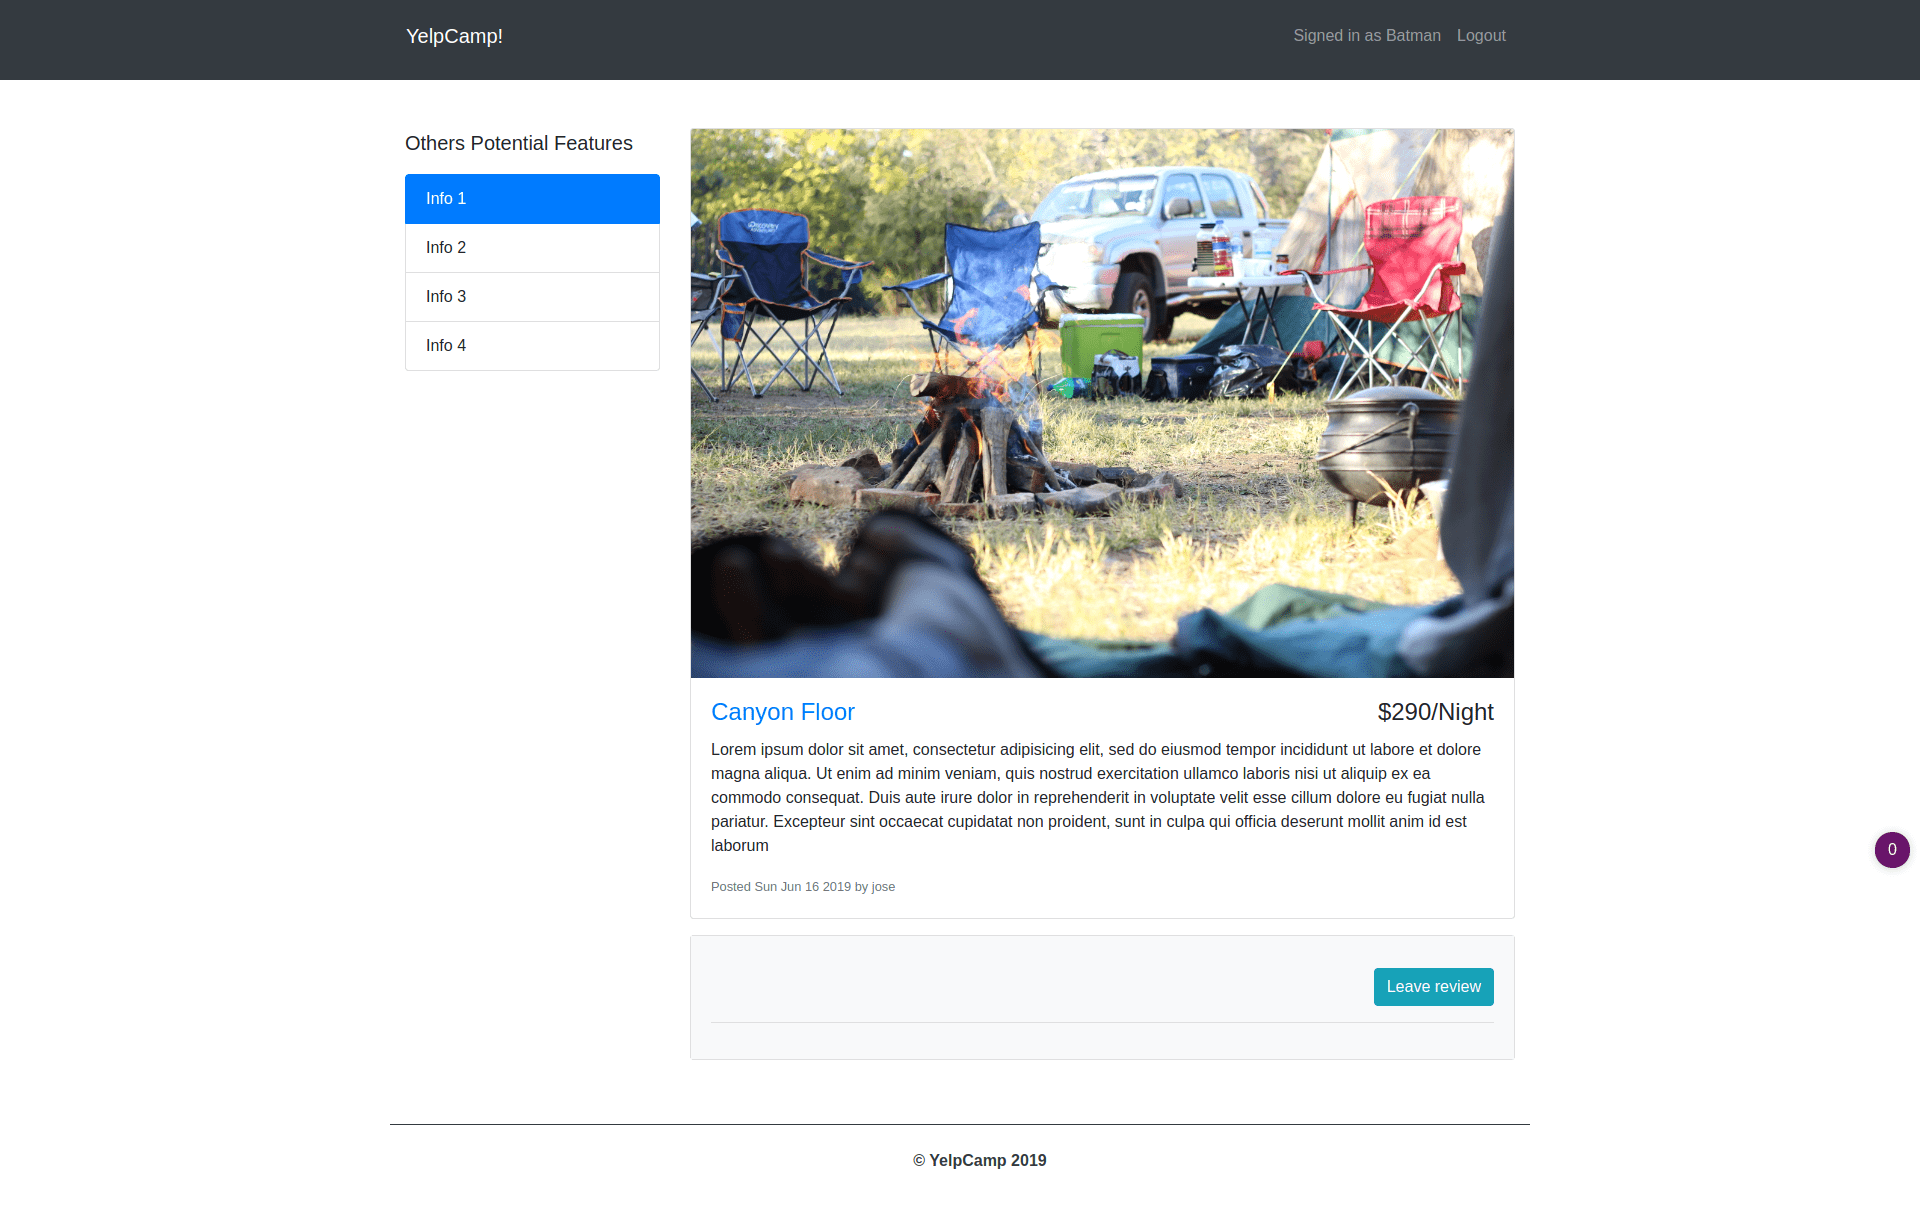 YelpCamp!
Signed in as Batman Logout
Others Potential Features
Info 1
Info 2
Info 3
Info 4
Discovery
Canyon Floor
$290/Night
Lorem ipsum dolor sit amet, consectetur adipisicing elit, sed do eiusmod tempor incididunt ut labore et dolore
magna aliqua. Ut enim ad minim veniam, quis nostrud exercitation ullamco laboris nisi ut aliquip ex ea
commodo consequat. Duis aute irure dolor in reprehenderit in voluptate velit esse cillum dolore eu fugiat nulla
pariatur. Excepteur sint occaecat cupidatat non proident, sunt in culpa qui officia deserunt mollit anim id est
laborum
Posted Sun Jun 16 2019 by jose
0
Leave review
© YelpCamp 2019